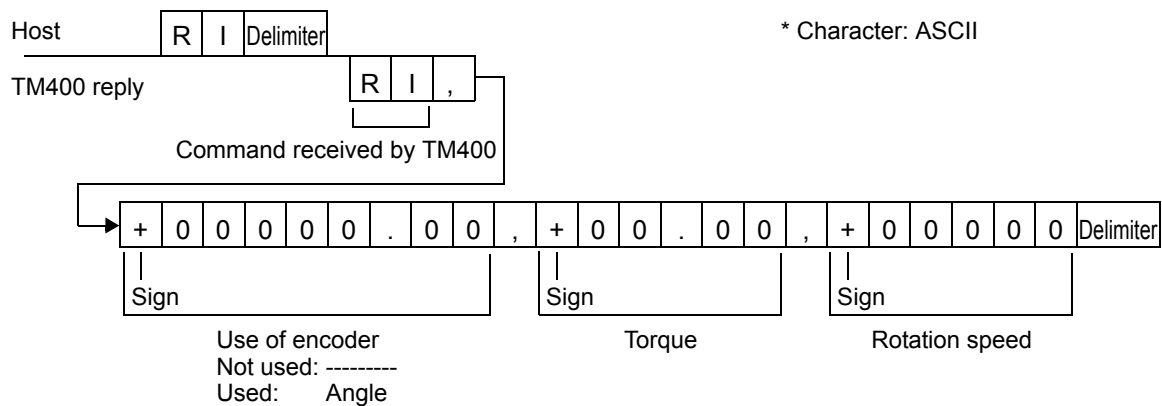 Host
R I Delimiter
* Character: ASCII
TM400 reply
R I ,
Command received by TM400
+ 0 0 0 0 0 . 0 0 , + 0 0 . 0 0 , + 0 0 0 0 0 Delimiter
Sign Sign Sign
Use of encoder Torque Rotation speed
Not used: ---------
Used: Angle